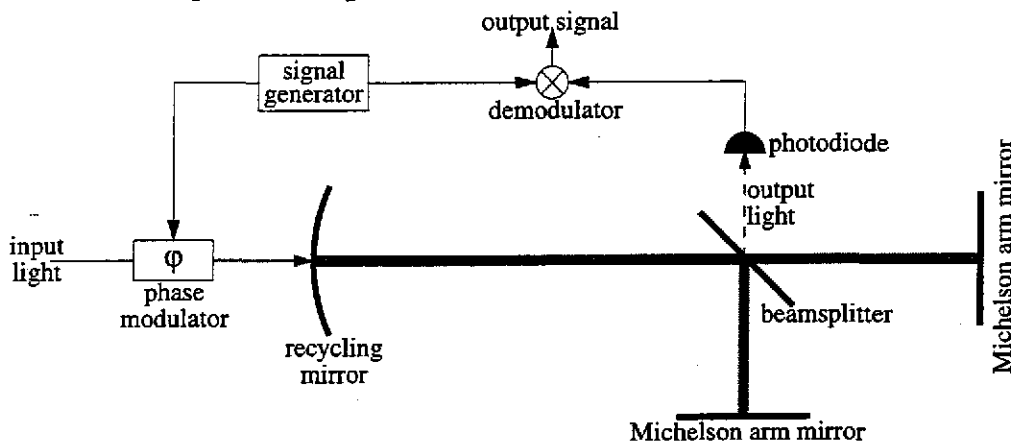 output signal
signal
generator
demodulator
photodiode
output
light
input
light
φ
phase
modulator
recycling
mirror
beamsplitter
Michelson arm mirror
Michelson arm mirror